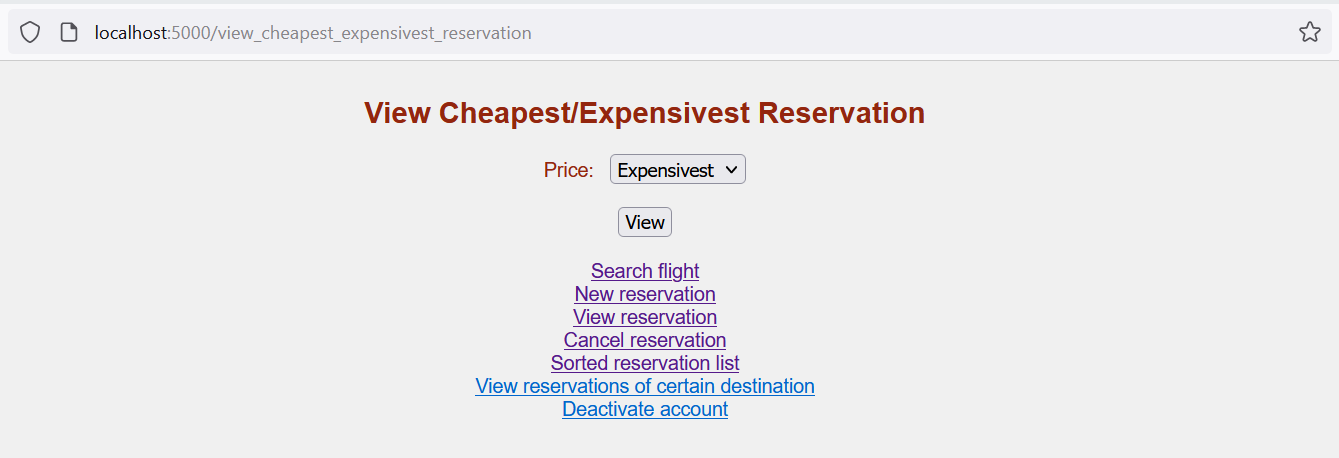 localhost:5000/view_cheapest_expensivest_reservation
View Cheapest/Expensivest Reservation
Price: Expensivest
View
Search flight
New reservation
View reservation
Cancel reservation
Sorted reservation list
View reservations of certain destination
Deactivate account